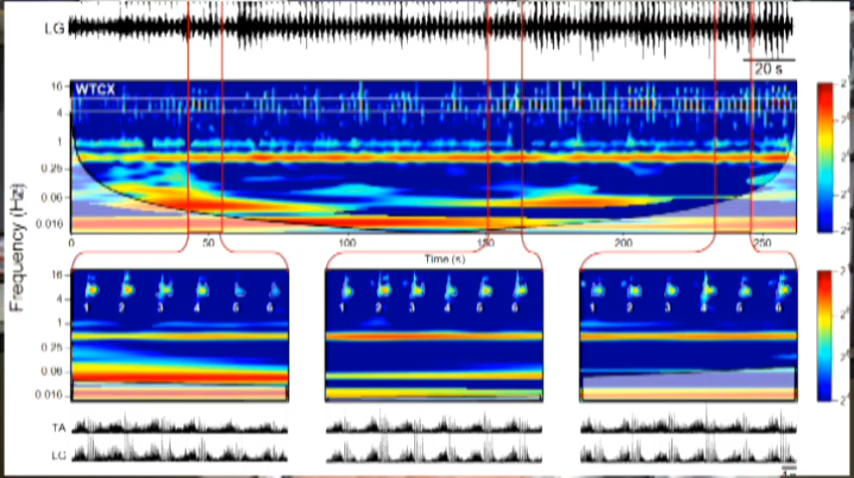 LG
20 s
WTCX
16
4
1
0.25
0.06
0.016
Frequency (Hz)
0 50 100 150 200 250
Time (s)
16
4
1
0.25
0.06
0.016
1 2 3 4 5 6
1 2 3 4 5 6
1 2 3 4 5 6
TA
LG